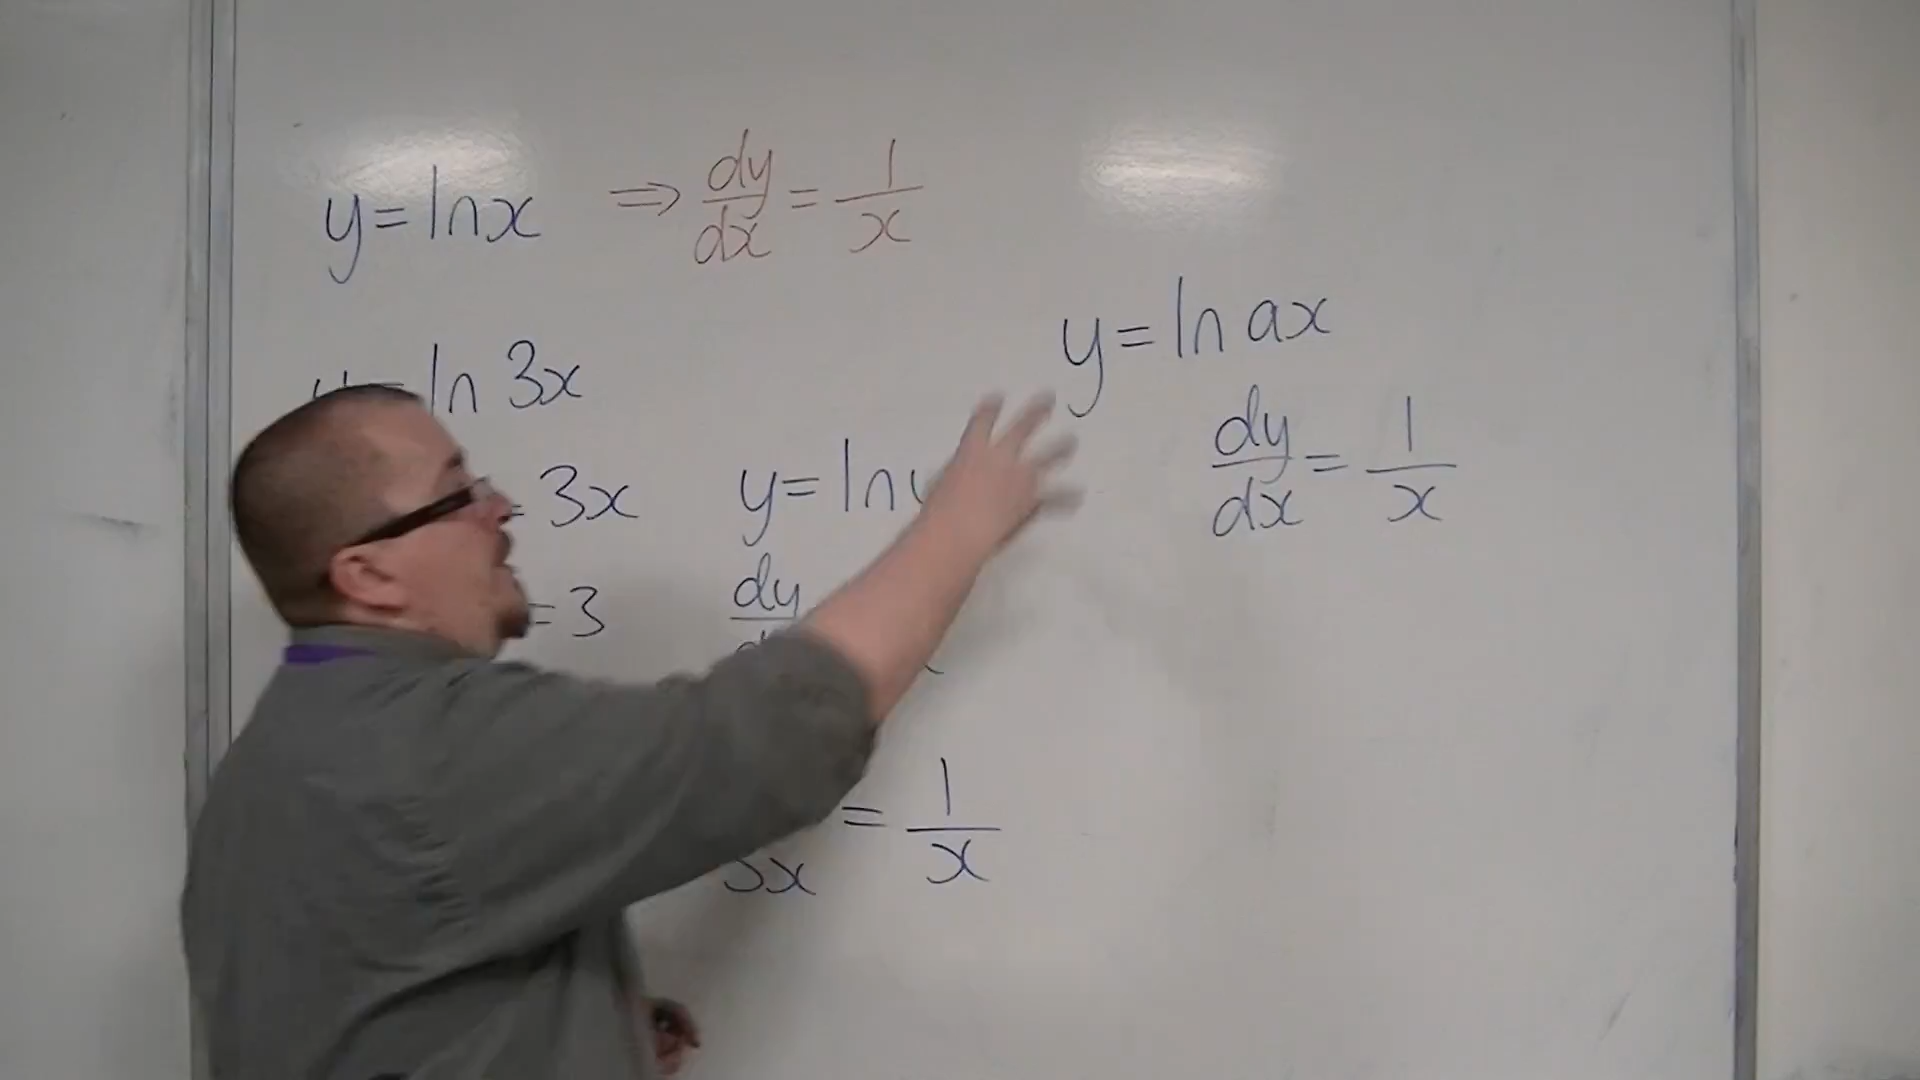 y = ln x ⇒ dy/dx = 1/x
y = ln 3x
= 3x
= 3
y = ln
dy
3x = 1/x
y = ln ax
dy/dx = 1/x